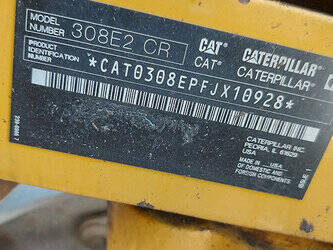 MODEL NUMBER 308E2 CR
CAT CATERPILLAR
CAT® CATERPILLAR
PRODUCT IDENTIFICATION NUMBER
*CAT0308EPFJX10928*
CATERPILLAR INC.
PEORIA, IL 61629
U.S.A.
MADE IN USA
OF DOMESTIC AND
FOREIGN COMPONENTS